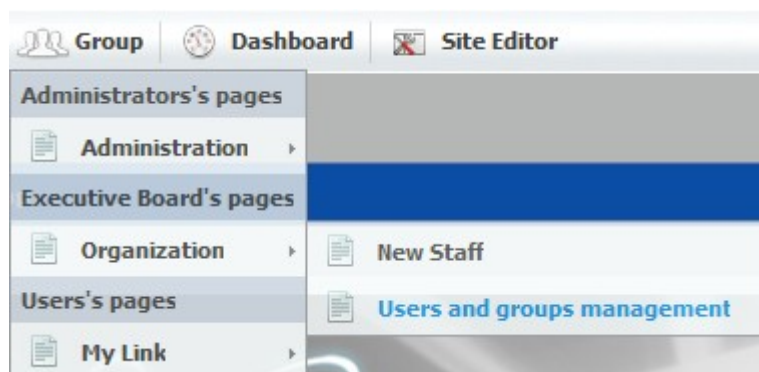 Group Dashboard Site Editor
Administrators's pages
Administration
Executive Board's pages
Organization New Staff
Users's pages Users and groups management
My Link